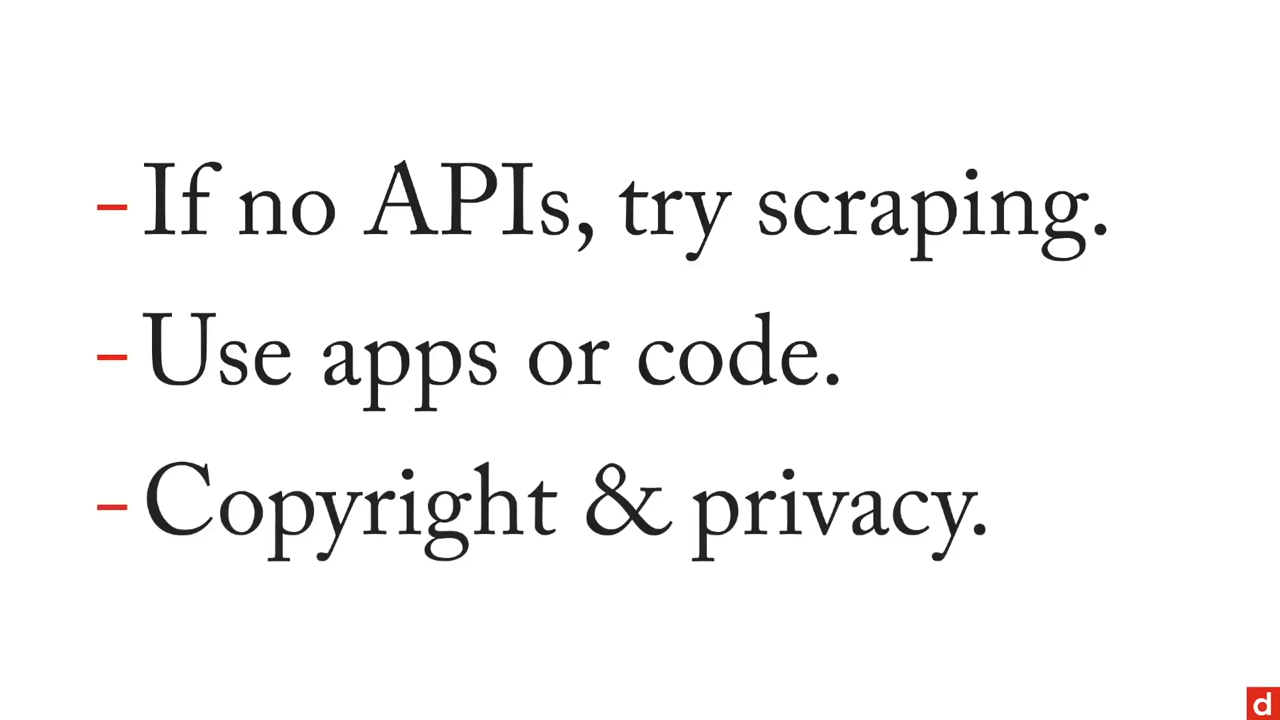 - If no APIs, try scraping.
- Use apps or code.
- Copyright & privacy.
d